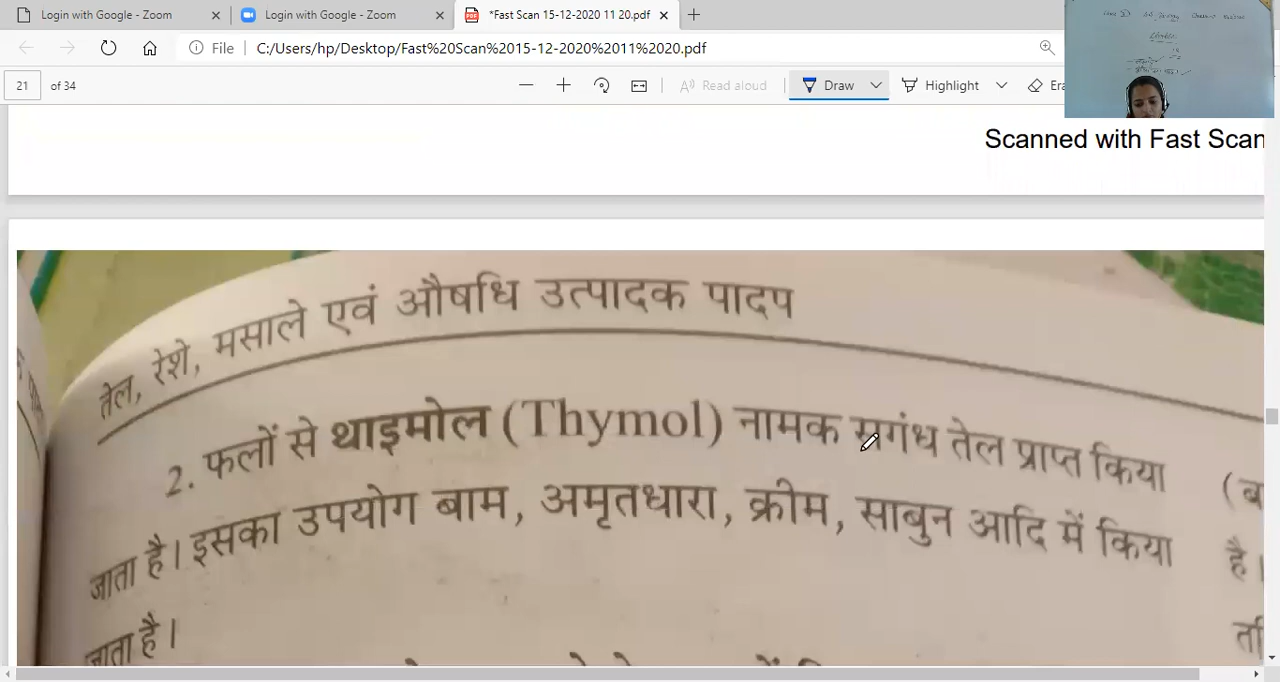 Login with Google - Zoom
Login with Google - Zoom
*Fast Scan 15-12-2020 11 20.pdf
File C:/Users/hp/Desktop/Fast%20Scan%2015-12-2020%2011%2020.pdf
21 of 34
Read aloud
Draw
Highlight
Era
Scanned with Fast Scan
तेल, रेशे, मसाले एवं औषधि उत्पादक पादप
2. फलों से थाइमोल (Thymol) नामक सगंध तेल प्राप्त किया
जाता है। इसका उपयोग बाम, अमृतधारा, क्रीम, साबुन आदि में किया
जाता है।
(ब
है।